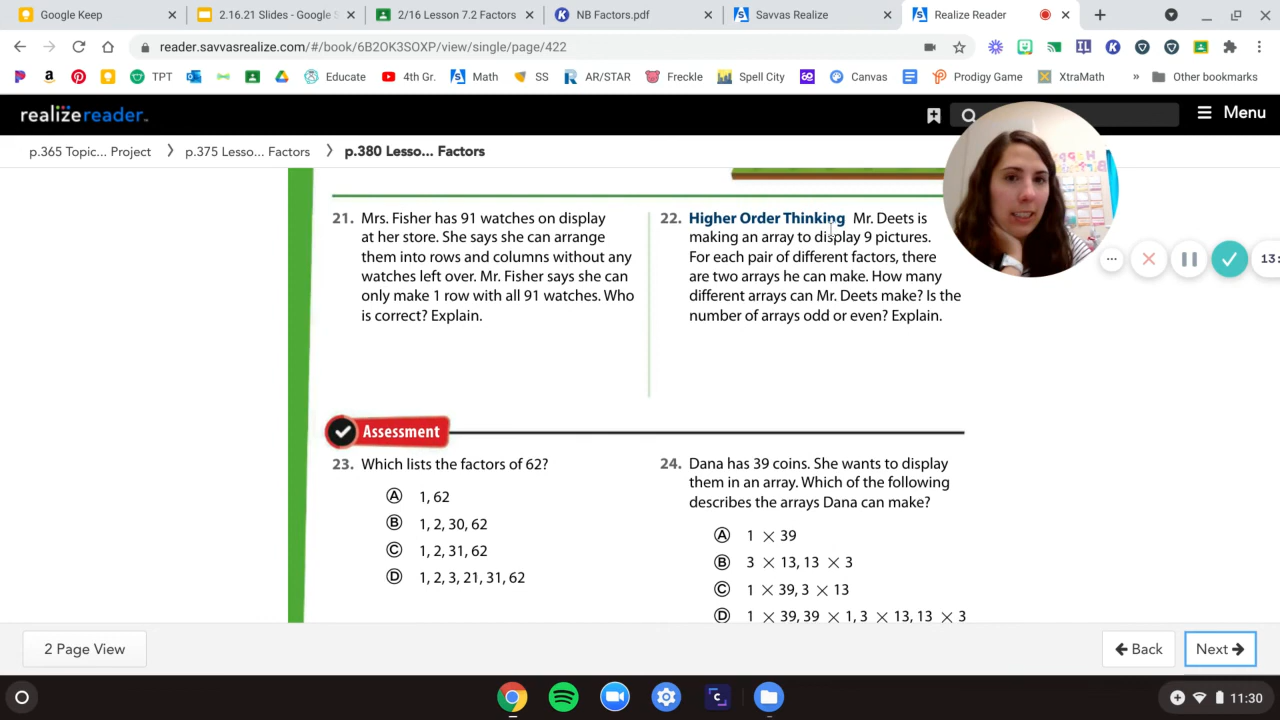 Google Keep
2.16.21 Slides - Google S
2/16 Lesson 7.2 Factors
NB Factors.pdf
Savvas Realize
Realize Reader
reader.savvasrealize.com/#/book/6B20K3SOXP/view/single/page/422
TPT
Educate
4th Gr.
Math
SS
AR/STAR
Freckle
Spell City
Canvas
Prodigy Game
XtraMath
»
Other bookmarks
realizereader
Menu
p.365 Topic... Project
p.375 Lesso... Factors
p.380 Lesso... Factors
21. Mrs. Fisher has 91 watches on display
at her store. She says she can arrange
them into rows and columns without any
watches left over. Mr. Fisher says she can
only make 1 row with all 91 watches. Who
is correct? Explain.
22. Higher Order Thinking Mr. Deets is
making an array to display 9 pictures.
For each pair of different factors, there
are two arrays he can make. How many
different arrays can Mr. Deets make? Is the
number of arrays odd or even? Explain.
13:
Assessment
23. Which lists the factors of 62?
A 1, 62
B 1, 2, 30, 62
C 1, 2, 31, 62
D 1, 2, 3, 21, 31, 62
24. Dana has 39 coins. She wants to display
them in an array. Which of the following
describes the arrays Dana can make?
A 1 × 39
B 3 × 13, 13 × 3
C 1 × 39, 3 × 13
D 1 × 39, 39 × 1, 3 × 13, 13 × 3
2 Page View
Back
Next
11:30